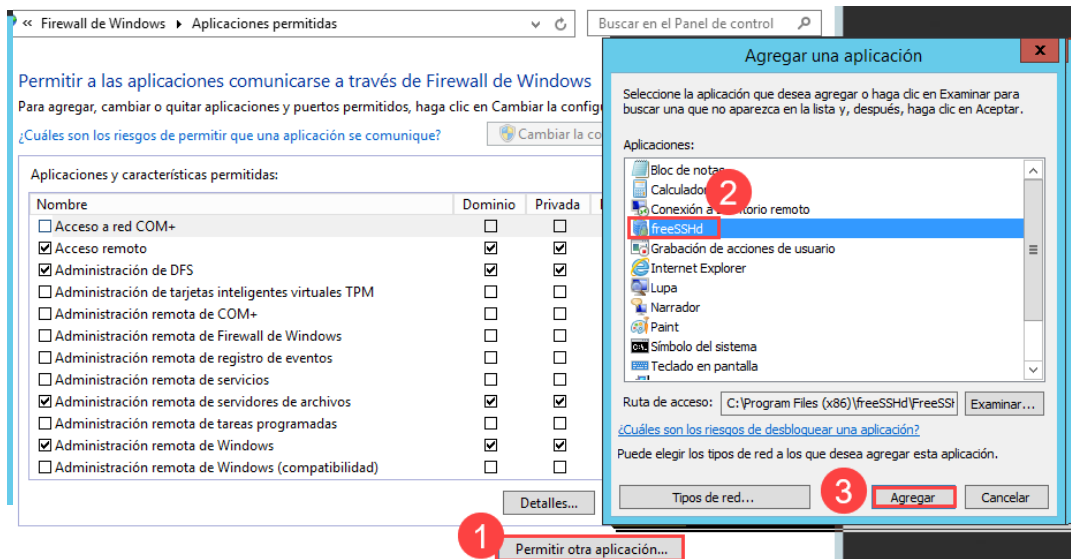 « Firewall de Windows ▸ Aplicaciones permitidas
Buscar en el Panel de control
Permitir a las aplicaciones comunicarse a través de Firewall de Windows
Para agregar, cambiar o quitar aplicaciones y puertos permitidos, haga clic en Cambiar la
¿Cuáles son los riesgos de permitir que una aplicación se comunique?
Cambiar la
Aplicaciones y características permitidas:
Nombre Dominio Privada
Acceso a red COM+
Acceso remoto
Administración de DFS
Administración de tarjetas inteligentes virtuales TPM
Administración remota de COM+
Administración remota de Firewall de Windows
Administración remota de registro de eventos
Administración remota de servicios
Administración remota de servidores de archivos
Administración remota de tareas programadas
Administración remota de Windows
Administración remota de Windows (compatibilidad)
Detalles...
1
Permitir otra aplicación...
Agregar una aplicación
x
Seleccione la aplicación que desea agregar o haga clic en Examinar para
buscar una que no aparezca en la lista y, después, haga clic en Aceptar.
Aplicaciones:
Bloc de notas
2
Conexión a
remoto
freeSSHd
Grabación de acciones de usuario
Internet Explorer
Lupa
Narrador
Paint
Símbolo del sistema
Teclado en pantalla
Ruta de acceso: C:\Program Files (x86)\freeSSHd\FreeSSH Examinar...
¿Cuáles son los riesgos de desbloquear una aplicación?
Puede elegir los tipos de red a los que desea agregar esta aplicación.
Tipos de red... 3 Agregar Cancelar